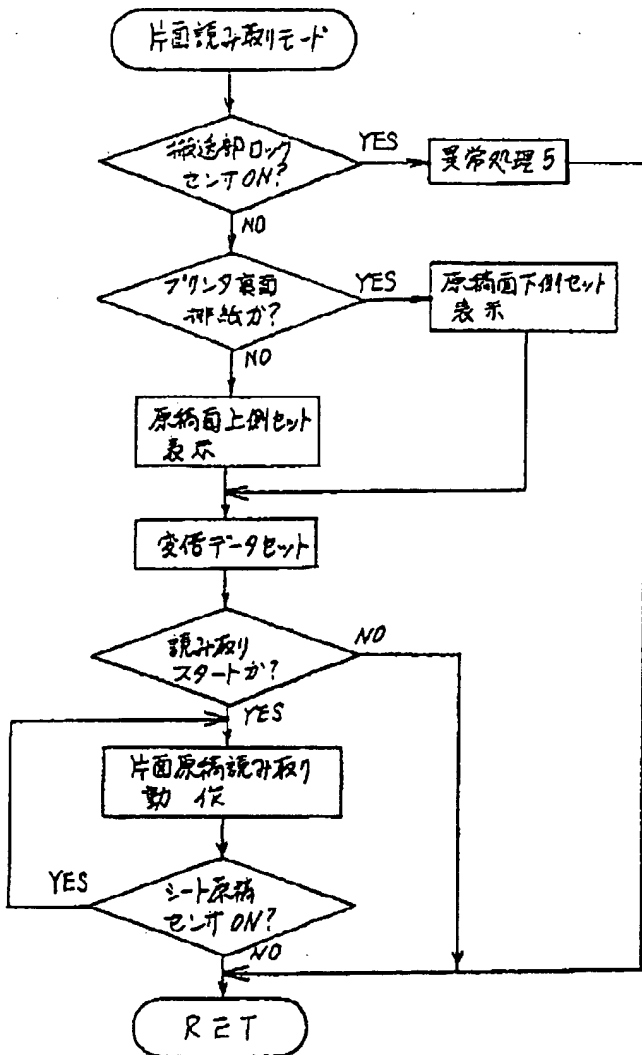 片面読み取りモード
搬送部ロック
センサON?
YES
異常処理5
NO
プリンタ裏面
排紙か?
YES
原稿面下側セット
表示
NO
原稿面上側セット
表示
変倍データセット
読み取り
スタートか?
NO
YES
片面原稿読み取り
動作
シート原稿
センサON?
YES
NO
RET